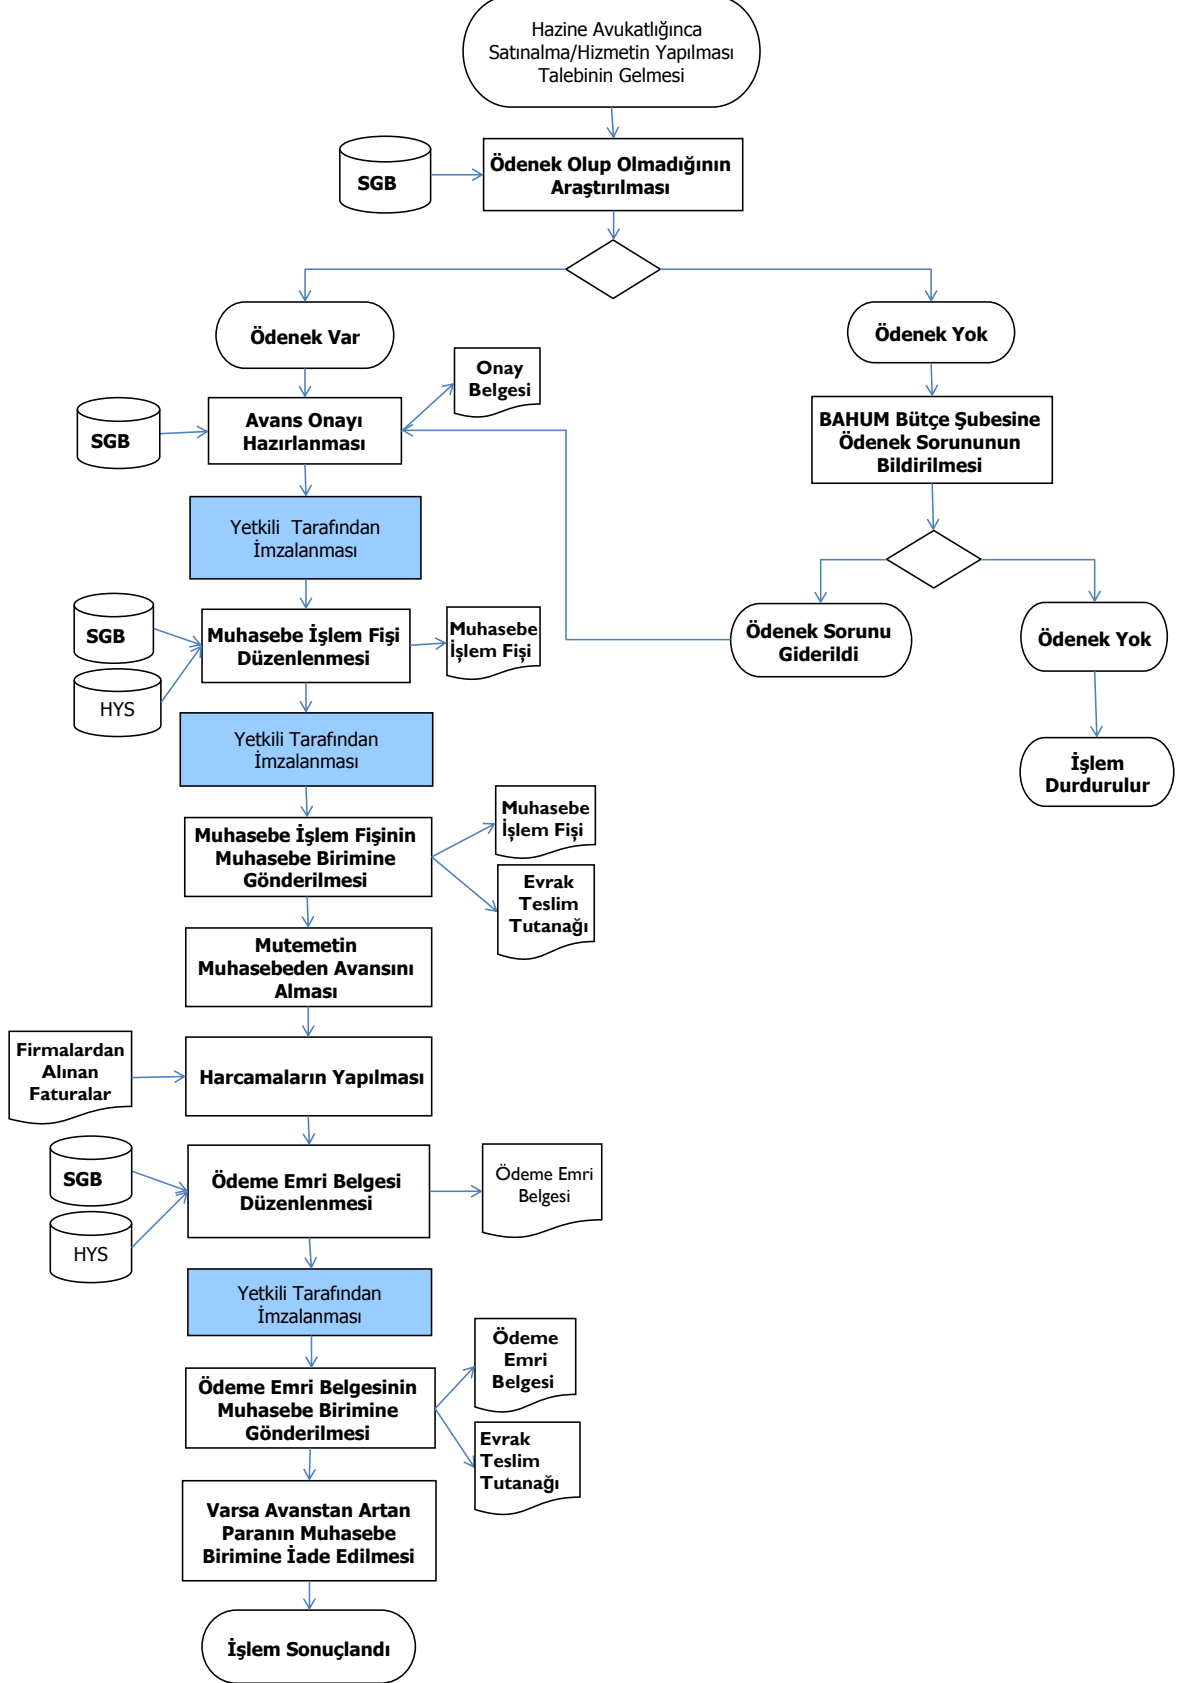 Hazine Avukatlığınca
Satınalma/Hizmetin Yapılması
Talebinin Gelmesi
SGB
Ödenek Olup Olmadığının
Araştırılması
Ödenek Var
Ödenek Yok
Onay
Belgesi
SGB
Avans Onayı
Hazırlanması
BAHUM Bütçe Şubesine
Ödenek Sorununun
Bildirilmesi
Yetkili Tarafından
İmzalanması
SGB
HYS
Muhasebe İşlem Fişi
Düzenlenmesi
Muhasebe
İşlem Fişi
Ödenek Sorunu
Giderildi
Ödenek Yok
Yetkili Tarafından
İmzalanması
İşlem
Durdurulur
Muhasebe İşlem Fişinin
Muhasebe Birimine
Gönderilmesi
Muhasebe
İşlem Fişi
Evrak
Teslim
Tutanağı
Mutemetin
Muhasebeden Avansını
Alması
Firmalardan
Alınan
Faturalar
Harcamaların Yapılması
SGB
HYS
Ödeme Emri Belgesi
Düzenlenmesi
Ödeme Emri
Belgesi
Yetkili Tarafından
İmzalanması
Ödeme Emri Belgesinin
Muhasebe Birimine
Gönderilmesi
Ödeme
Emri
Belgesi
Evrak
Teslim
Tutanağı
Varsa Avanstan Artan
Paranın Muhasebe
Birimine İade Edilmesi
İşlem Sonuçlandı